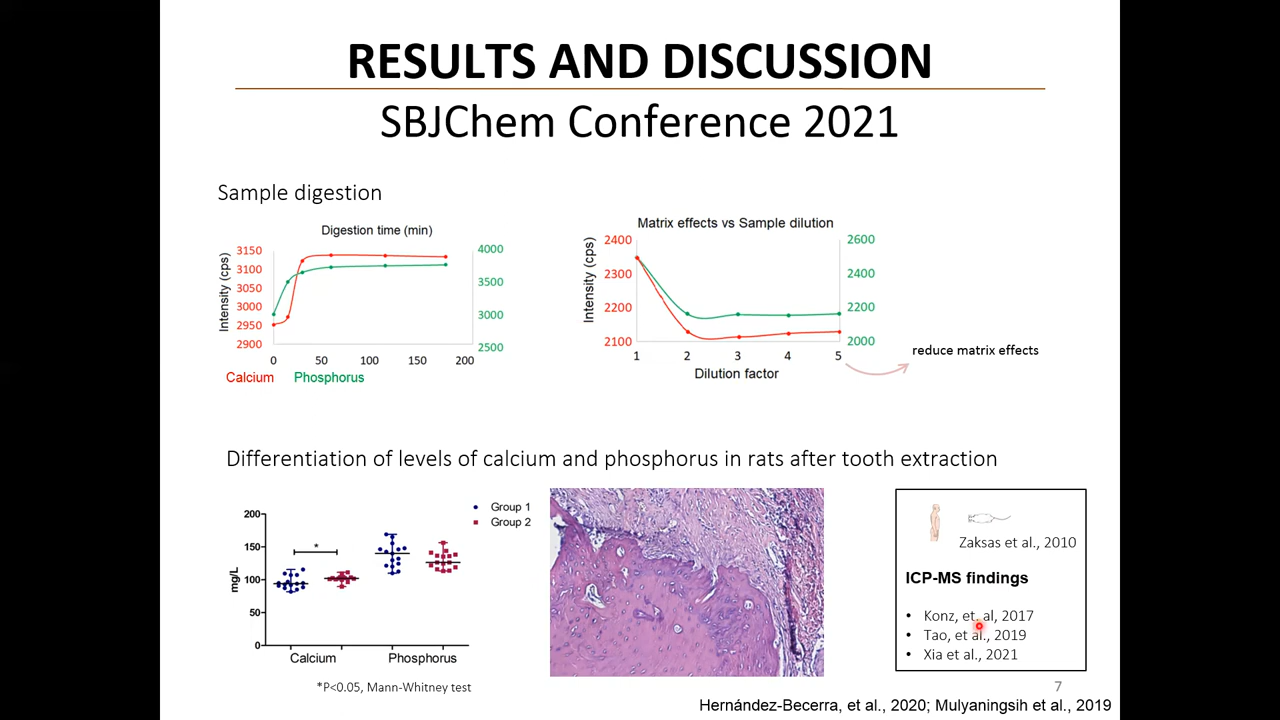 RESULTS AND DISCUSSION
SBJChem Conference 2021
Sample digestion
Digestion time (min)
Intensity (cps)
3150
3100
3050
3000
2950
2900
4000
3500
3000
2500
0 50 100 150 200
Calcium Phosphorus
Matrix effects vs Sample dilution
Intensity (cps)
2400
2300
2200
2100
2600
2400
2200
2000
1 2 3 4 5
Dilution factor
reduce matrix effects
Differentiation of levels of calcium and phosphorus in rats after tooth extraction
mg/L
200
150
100
50
0
*
Group 1
Group 2
Calcium Phosphorus
*P<0.05, Mann-Whitney test
Zaksas et al., 2010
ICP-MS findings
• Konz, et. al, 2017
• Tao, et al., 2019
• Xia et al., 2021
7
Hernández-Becerra, et al., 2020; Mulyaningsih et al., 2019